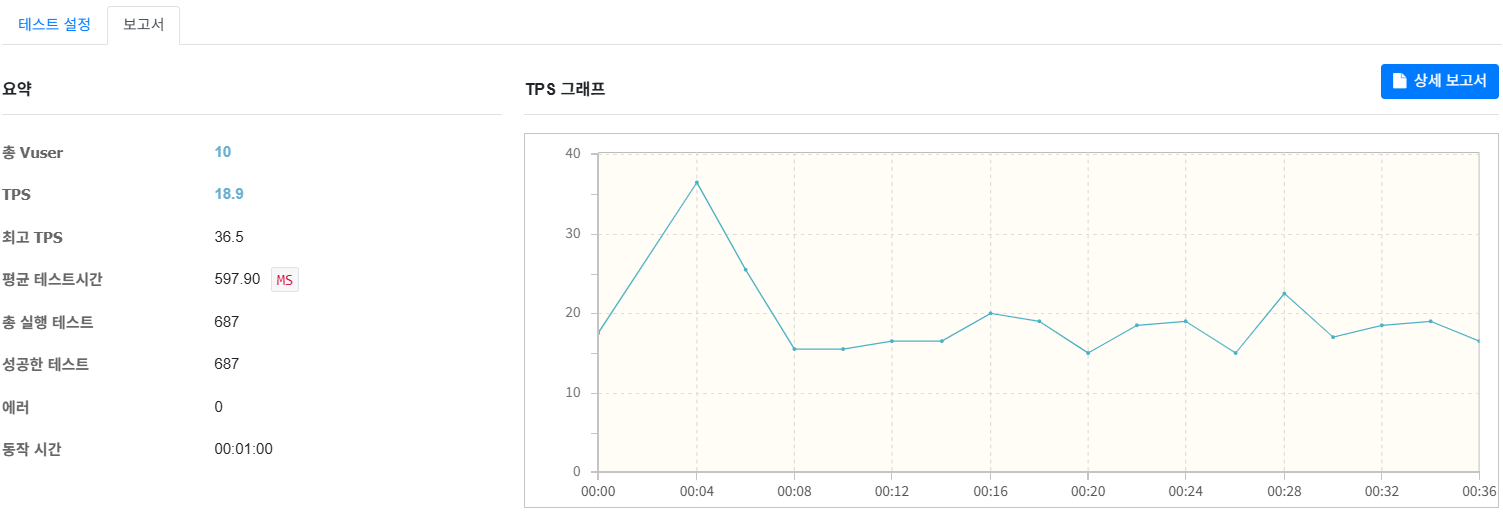 테스트 설정 보고서
요약
총 Vuser 10
TPS 18.9
최고 TPS 36.5
평균 테스트시간 597.90 MS
총 실행 테스트 687
성공한 테스트 687
에러 0
동작 시간 00:01:00
TPS 그래프
상세 보고서
40
30
20
10
0
00:00 00:04 00:08 00:12 00:16 00:20 00:24 00:28 00:32 00:36